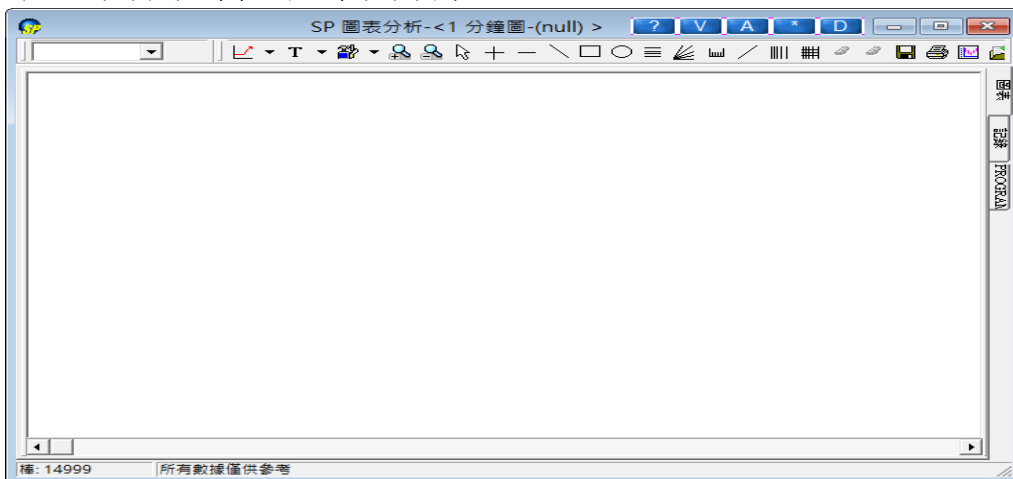 SP 圖表分析-<1 分鐘圖-(null) > ? V A * D
T
圖表
記錄
PROGRAM
棒: 14999 所有數據僅供參考